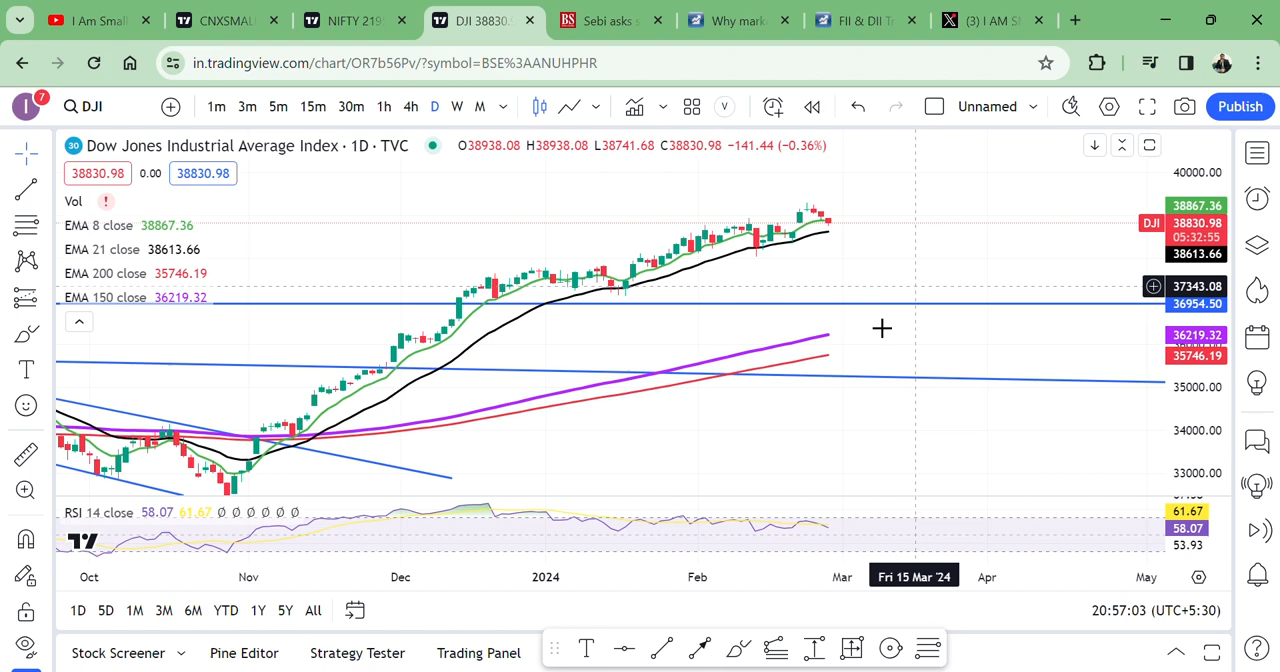 I Am Small
CNXSMAL
NIFTY 219
DJI 38830.
BS
Sebi asks s
Why mark
FII & DII Tr
(3) I AM S
in.tradingview.com/chart/OR7b56Pv/?symbol=BSE%3AANUHPHR
I 7 DJI 1m 3m 5m 15m 30m 1h 4h D W M V Unnamed Publish
30 Dow Jones Industrial Average Index · 1D · TVC O38938.08 H38938.08 L38741.68 C38830.98 −141.44 (−0.36%)
38830.98 0.00 38830.98
Vol !
EMA 8 close 38867.36
EMA 21 close 38613.66
EMA 200 close 35746.19
EMA 150 close 36219.32
40000.00
38867.36
DJI 38830.98
05:32:55
38613.66
37343.08
36954.50
36219.32
35746.19
35000.00
34000.00
33000.00
RSI 14 close 58.07 61.67 Ø Ø Ø Ø Ø Ø
61.67
58.07
53.93
Oct Nov Dec 2024 Feb Mar Fri 15 Mar '24 Apr May
1D 5D 1M 3M 6M YTD 1Y 5Y All 20:57:03 (UTC+5:30)
Stock Screener Pine Editor Strategy Tester Trading Panel